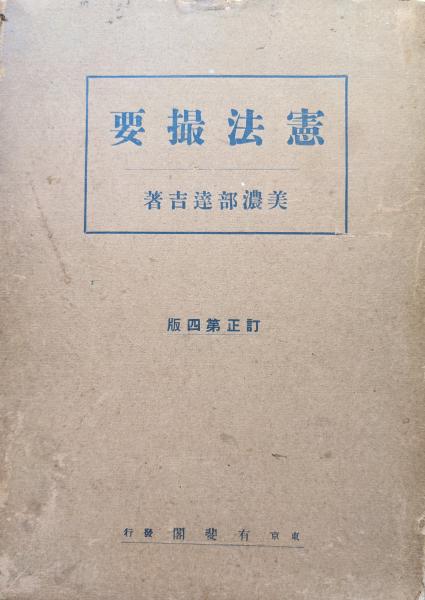 憲法撮要
美濃部達吉著
訂正第四版
東京 有斐閣 發行